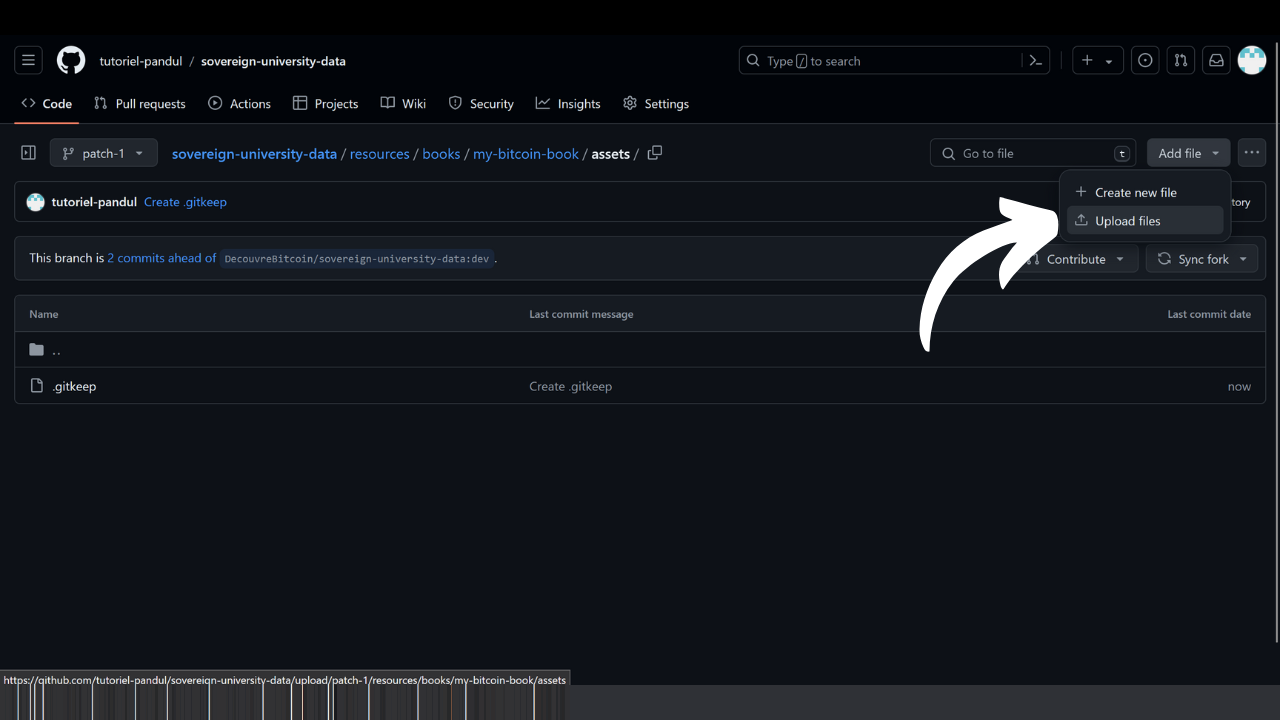 tutoriel-pandul / sovereign-university-data
Type / to search
Code
Pull requests
Actions
Projects
Wiki
Security
Insights
Settings
patch-1
sovereign-university-data / resources / books / my-bitcoin-book / assets /
Go to file
t
Add file
Create new file
Upload files
tutoriel-pandul Create .gitkeep
tory
This branch is 2 commits ahead of DecouvreBitcoin/sovereign-university-data:dev .
Contribute
Sync fork
Name
Last commit message
Last commit date
..
.gitkeep
Create .gitkeep
now
https://github.com/tutoriel-pandul/sovereign-university-data/upload/patch-1/resources/books/my-bitcoin-book/assets